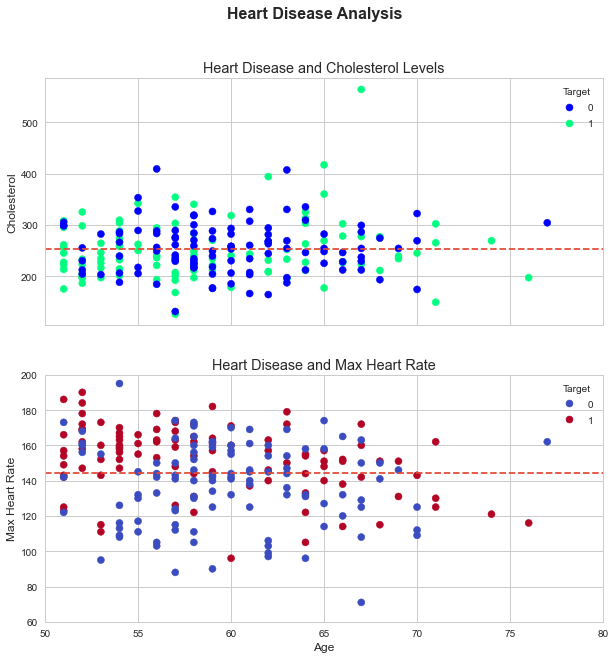 Heart Disease Analysis
Heart Disease and Cholesterol Levels
Target
0
1
500
400
300
200
Cholesterol
Heart Disease and Max Heart Rate
Target
0
1
200
180
160
140
120
100
80
60
Max Heart Rate
50 55 60 65 70 75 80
Age